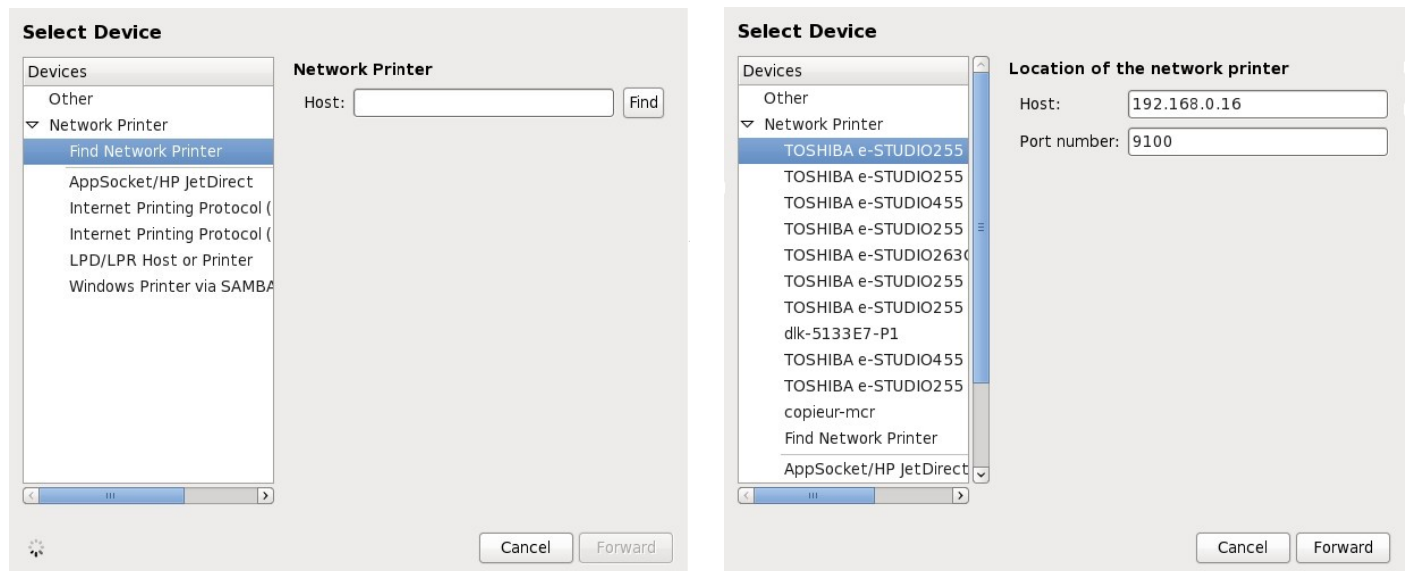 Select Device
Devices
Other
Network Printer
Find Network Printer
AppSocket/HP JetDirect
Internet Printing Protocol (
Internet Printing Protocol (
LPD/LPR Host or Printer
Windows Printer via SAMBA
Network Printer
Host:
Find
Cancel
Forward
Select Device
Devices
Other
Network Printer
TOSHIBA e-STUDIO255
TOSHIBA e-STUDIO255
TOSHIBA e-STUDIO455
TOSHIBA e-STUDIO255
TOSHIBA e-STUDIO263
TOSHIBA e-STUDIO255
TOSHIBA e-STUDIO255
dlk-5133E7-P1
TOSHIBA e-STUDIO455
TOSHIBA e-STUDIO255
copieur-mcr
Find Network Printer
AppSocket/HP JetDirect
Location of the network printer
Host: 192.168.0.16
Port number: 9100
Cancel
Forward